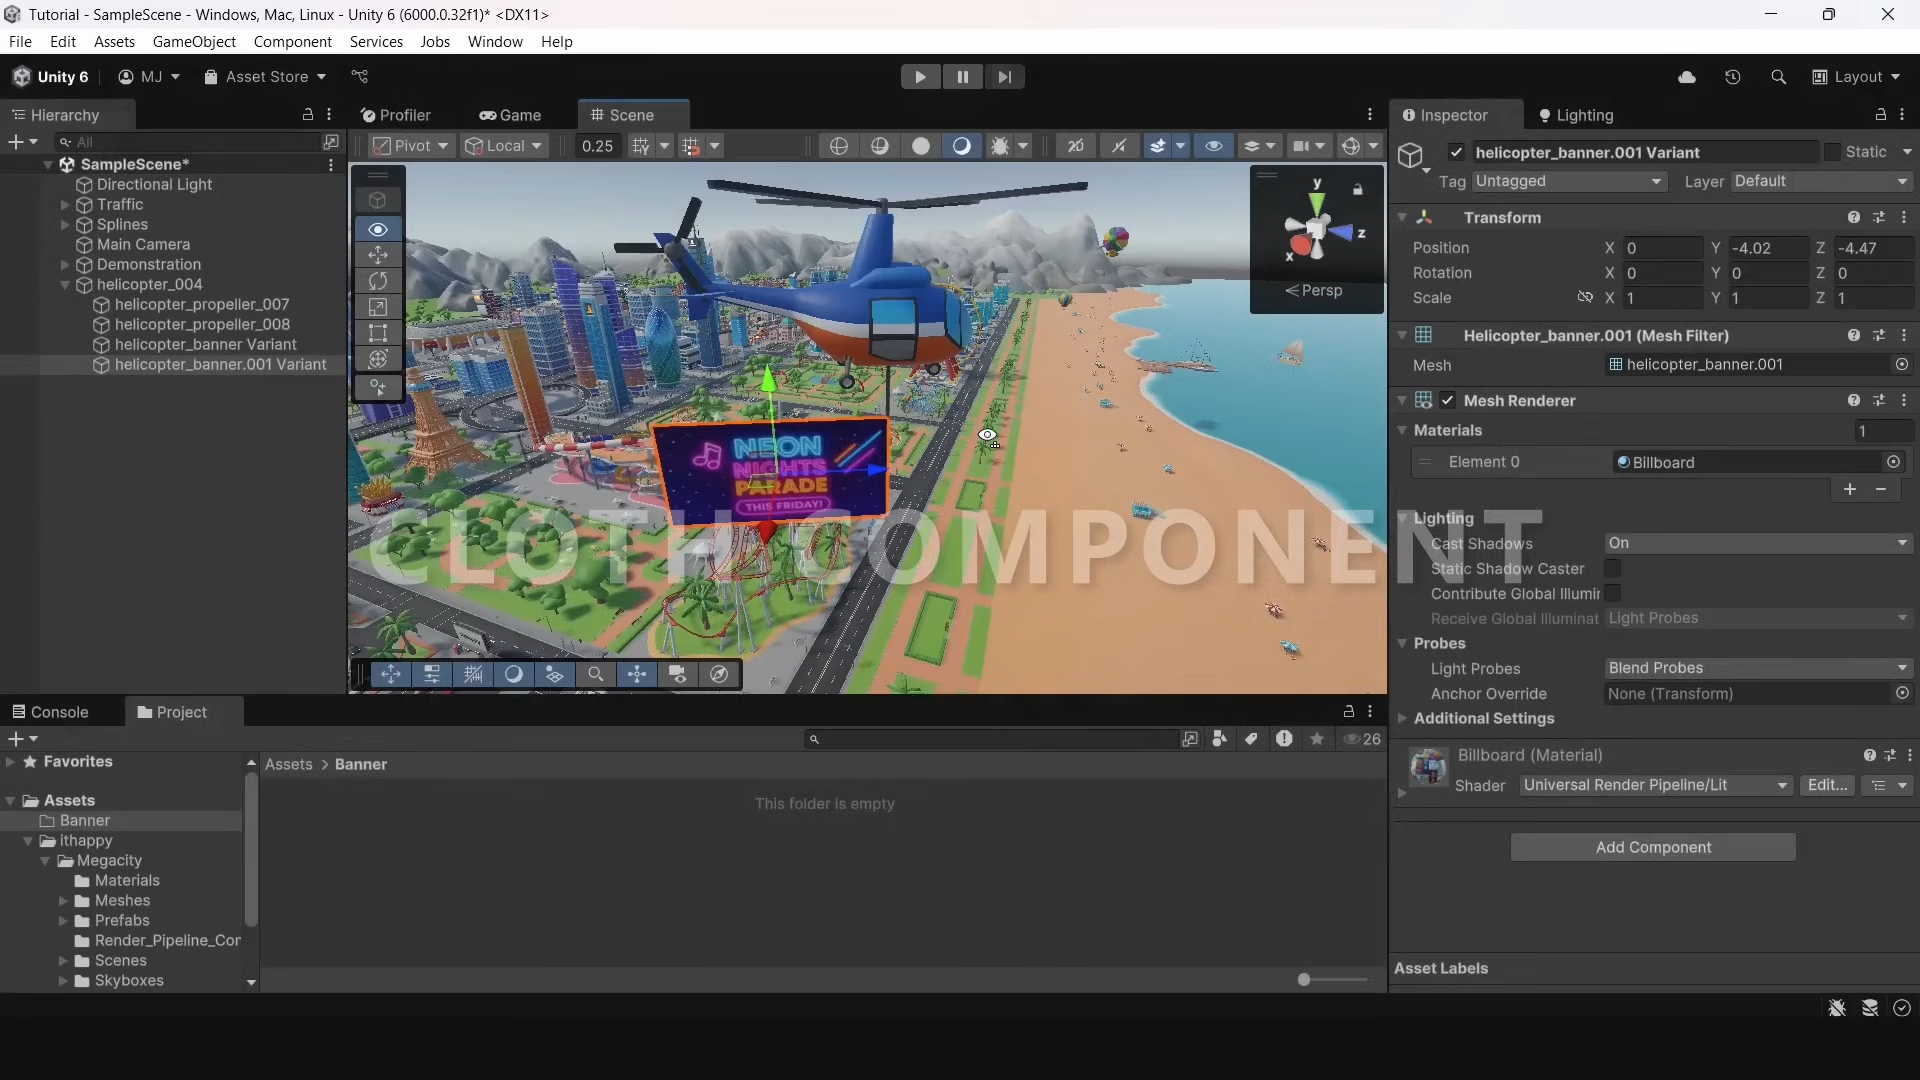 Tutorial - SampleScene - Windows, Mac, Linux - Unity 6 (6000.0.32f1)* <DX11>
File Edit Assets GameObject Component Services Jobs Window Help
Unity 6 MJ Asset Store Layout
Hierarchy
All
SampleScene*
Directional Light
Traffic
Splines
Main Camera
Demonstration
helicopter_004
helicopter_propeller_007
helicopter_propeller_008
helicopter_banner Variant
helicopter_banner.001 Variant
Profiler Game Scene
Pivot Local 0.25 2D
y
z
x
Persp
NEON
NIGHTS
PARADE
THIS FRIDAY!
CLOTH COMPONENT
Inspector Lighting
helicopter_banner.001 Variant Static
Tag Untagged Layer Default
Transform
Position X 0 Y -4.02 Z -4.47
Rotation X 0 Y 0 Z 0
Scale X 1 Y 1 Z 1
Helicopter_banner.001 (Mesh Filter)
Mesh helicopter_banner.001
Mesh Renderer
Materials 1
Element 0 Billboard
Lighting
Cast Shadows On
Static Shadow Caster
Contribute Global Illumi
Receive Global Illuminat Light Probes
Probes
Light Probes Blend Probes
Anchor Override None (Transform)
Additional Settings
Billboard (Material)
Shader Universal Render Pipeline/Lit Edit...
Add Component
Asset Labels
Console Project
26
Favorites
Assets
Banner
ithappy
Megacity
Materials
Meshes
Prefabs
Render_Pipeline_Con
Scenes
Skyboxes
Assets > Banner
This folder is empty